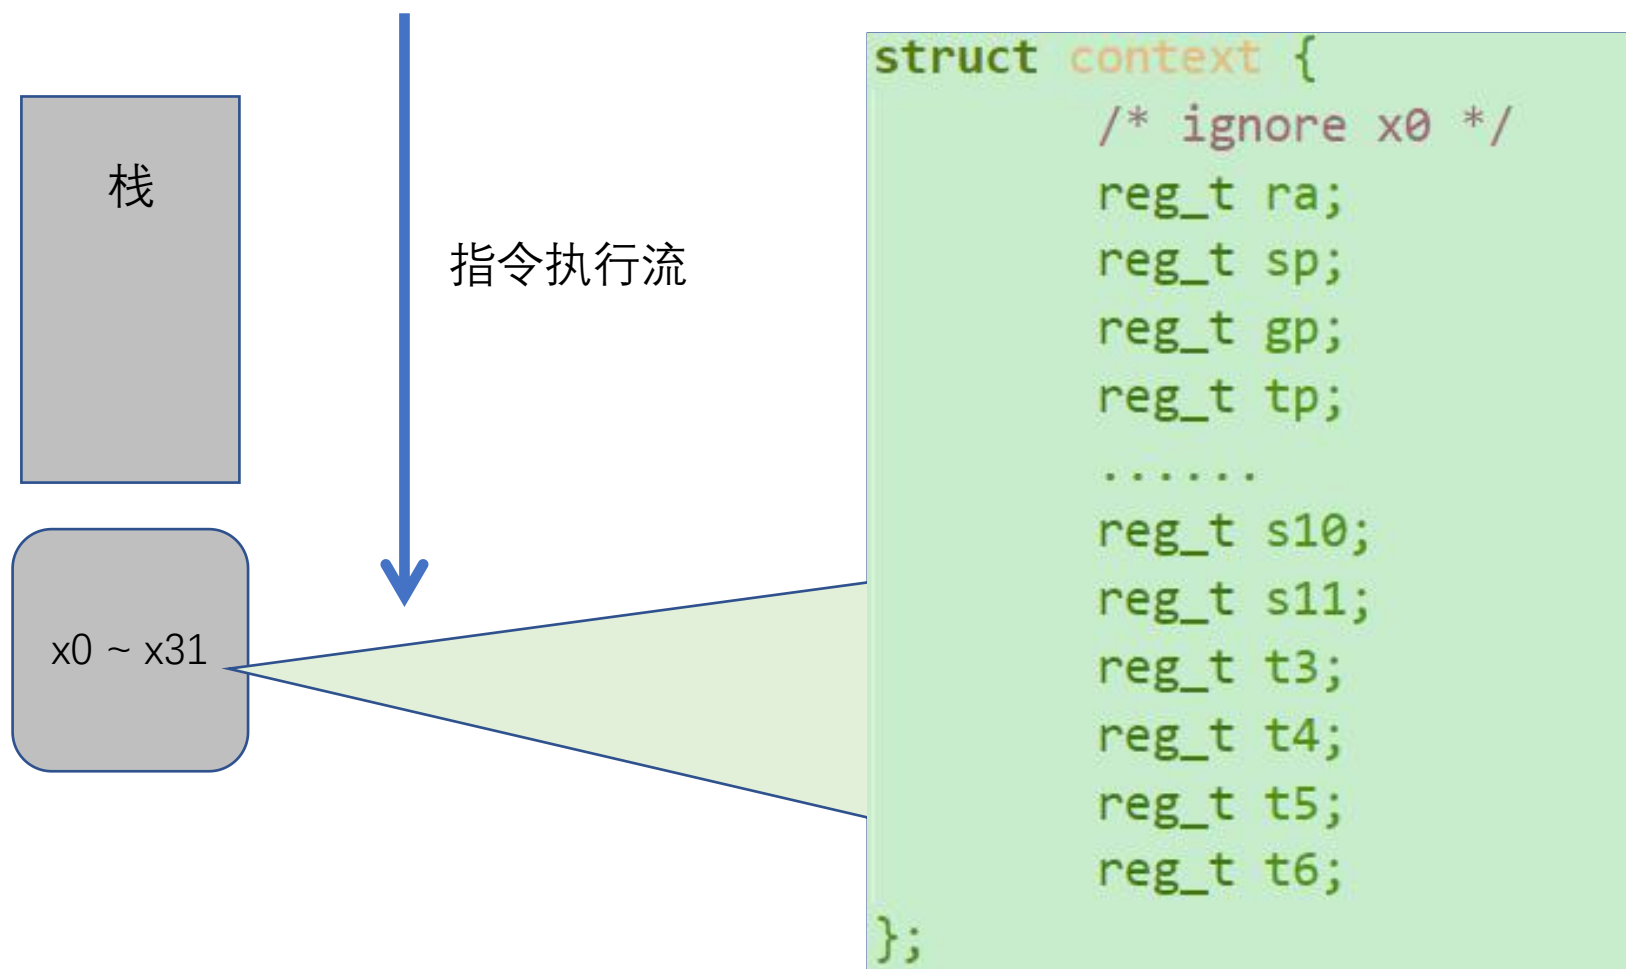 栈
指令执行流
x0 ~ x31
struct context {
/* ignore x0 */
reg_t ra;
reg_t sp;
reg_t gp;
reg_t tp;
......
reg_t s10;
reg_t s11;
reg_t t3;
reg_t t4;
reg_t t5;
reg_t t6;
};